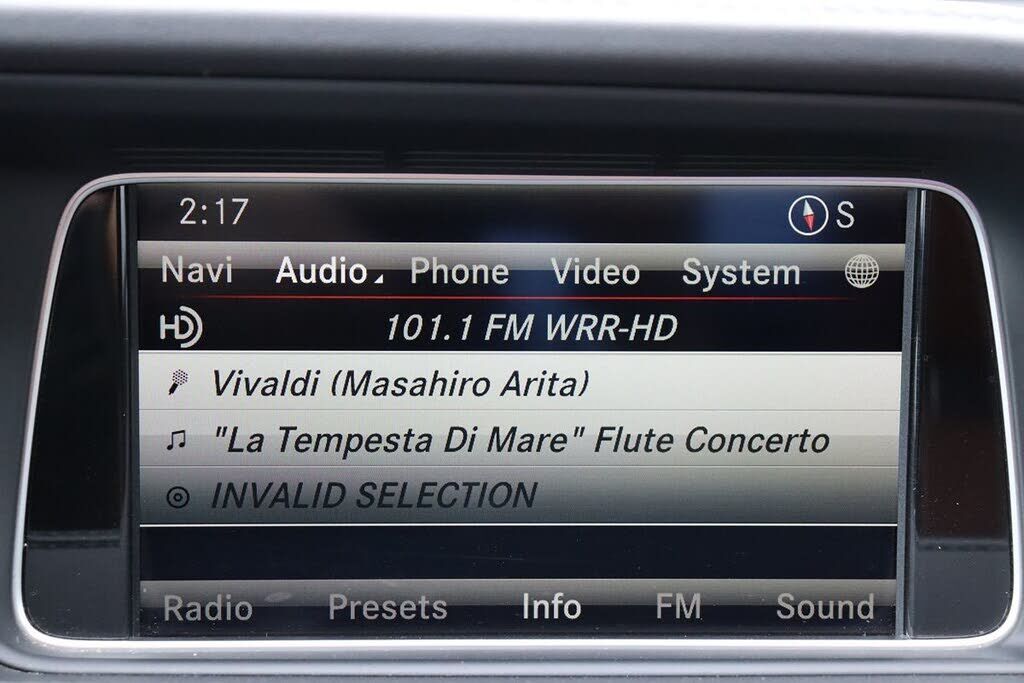 2:17 S
Navi Audio Phone Video System
HD 101.1 FM WRR-HD
Vivaldi (Masahiro Arita)
"La Tempesta Di Mare" Flute Concerto
INVALID SELECTION
Radio Presets Info FM Sound